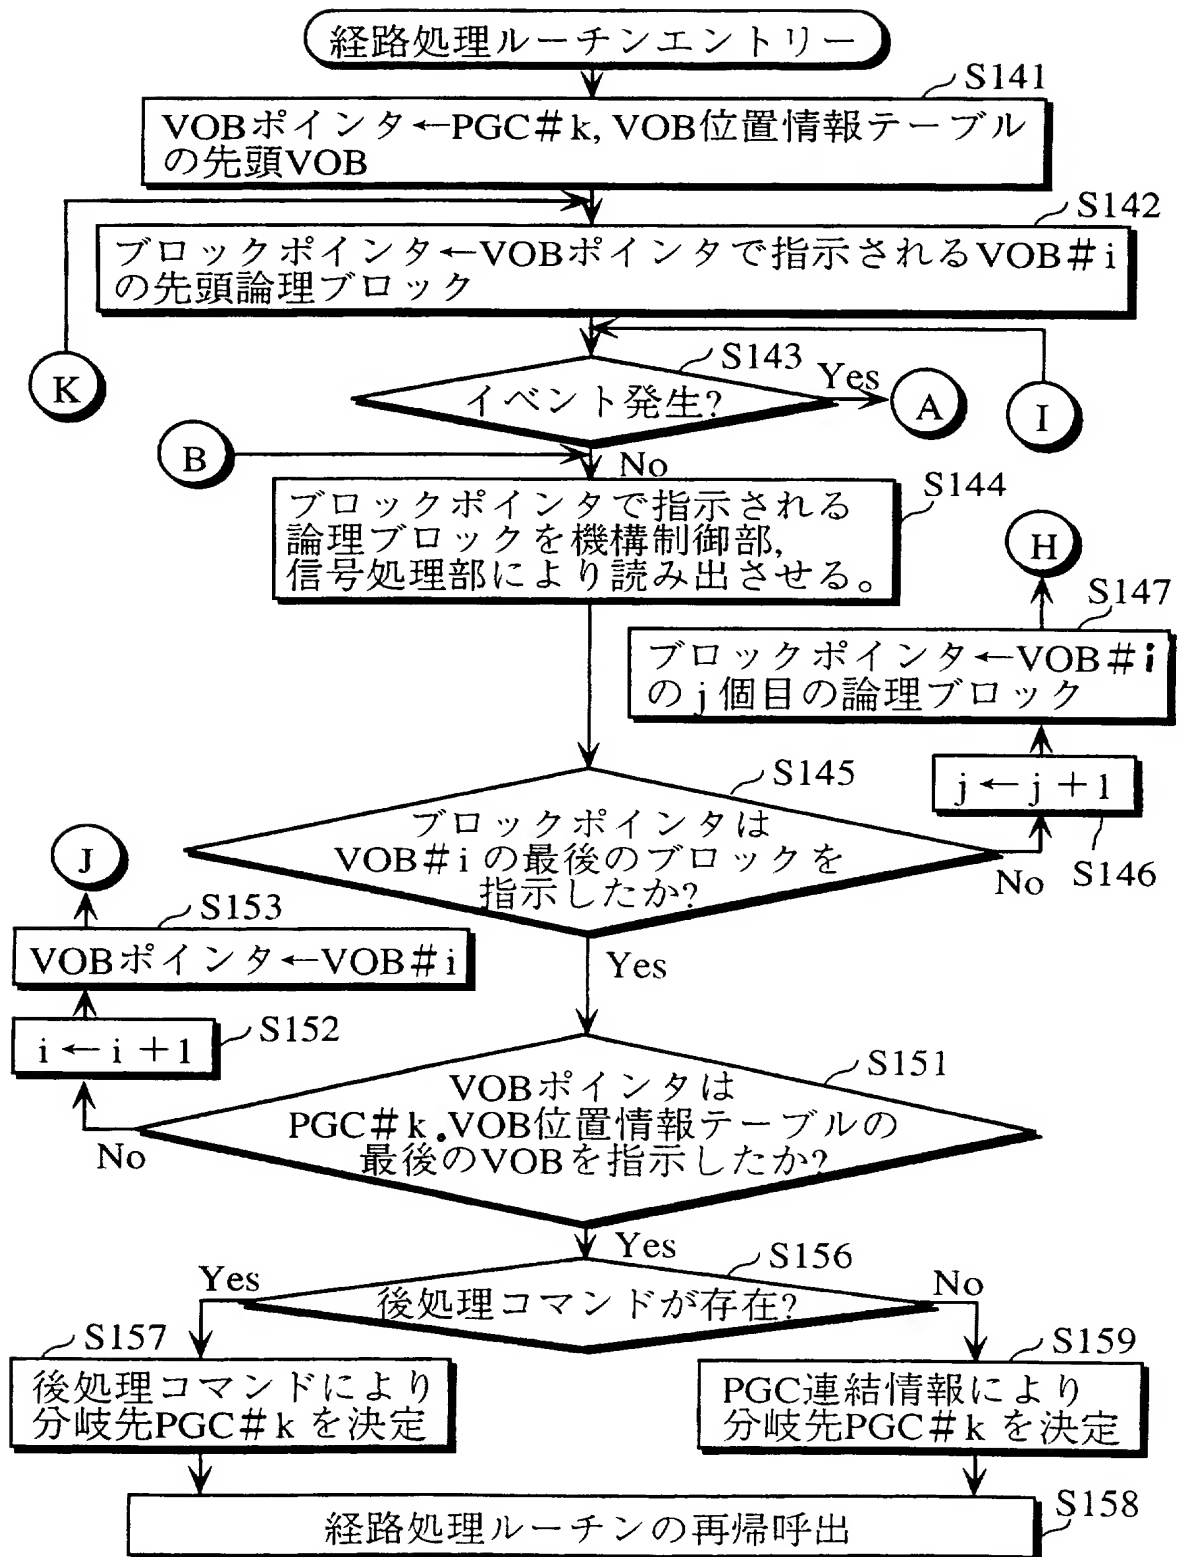 経路処理ルーチンエントリー
S141
VOBポインタ←PGC#k, VOB位置情報テーブル
の先頭VOB
S142
ブロックポインタ←VOBポインタで指示されるVOB#i
の先頭論理ブロック
K
S143
イベント発生?
Yes
A
I
B
No
S144
ブロックポインタで指示される
論理ブロックを機構制御部,
信号処理部により読み出させる。
H
S147
ブロックポインタ←VOB#i
のj個目の論理ブロック
S145
j←j+1
S146
ブロックポインタは
VOB#iの最後のブロックを
指示したか?
No
J
S153
VOBポインタ←VOB#i
Yes
S152
i←i+1
S151
VOBポインタは
PGC#k.VOB位置情報テーブルの
最後のVOBを指示したか?
No
Yes
S156
後処理コマンドが存在?
Yes
No
S157
後処理コマンドにより
分岐先PGC#kを決定
S159
PGC連結情報により
分岐先PGC#kを決定
S158
経路処理ルーチンの再帰呼出